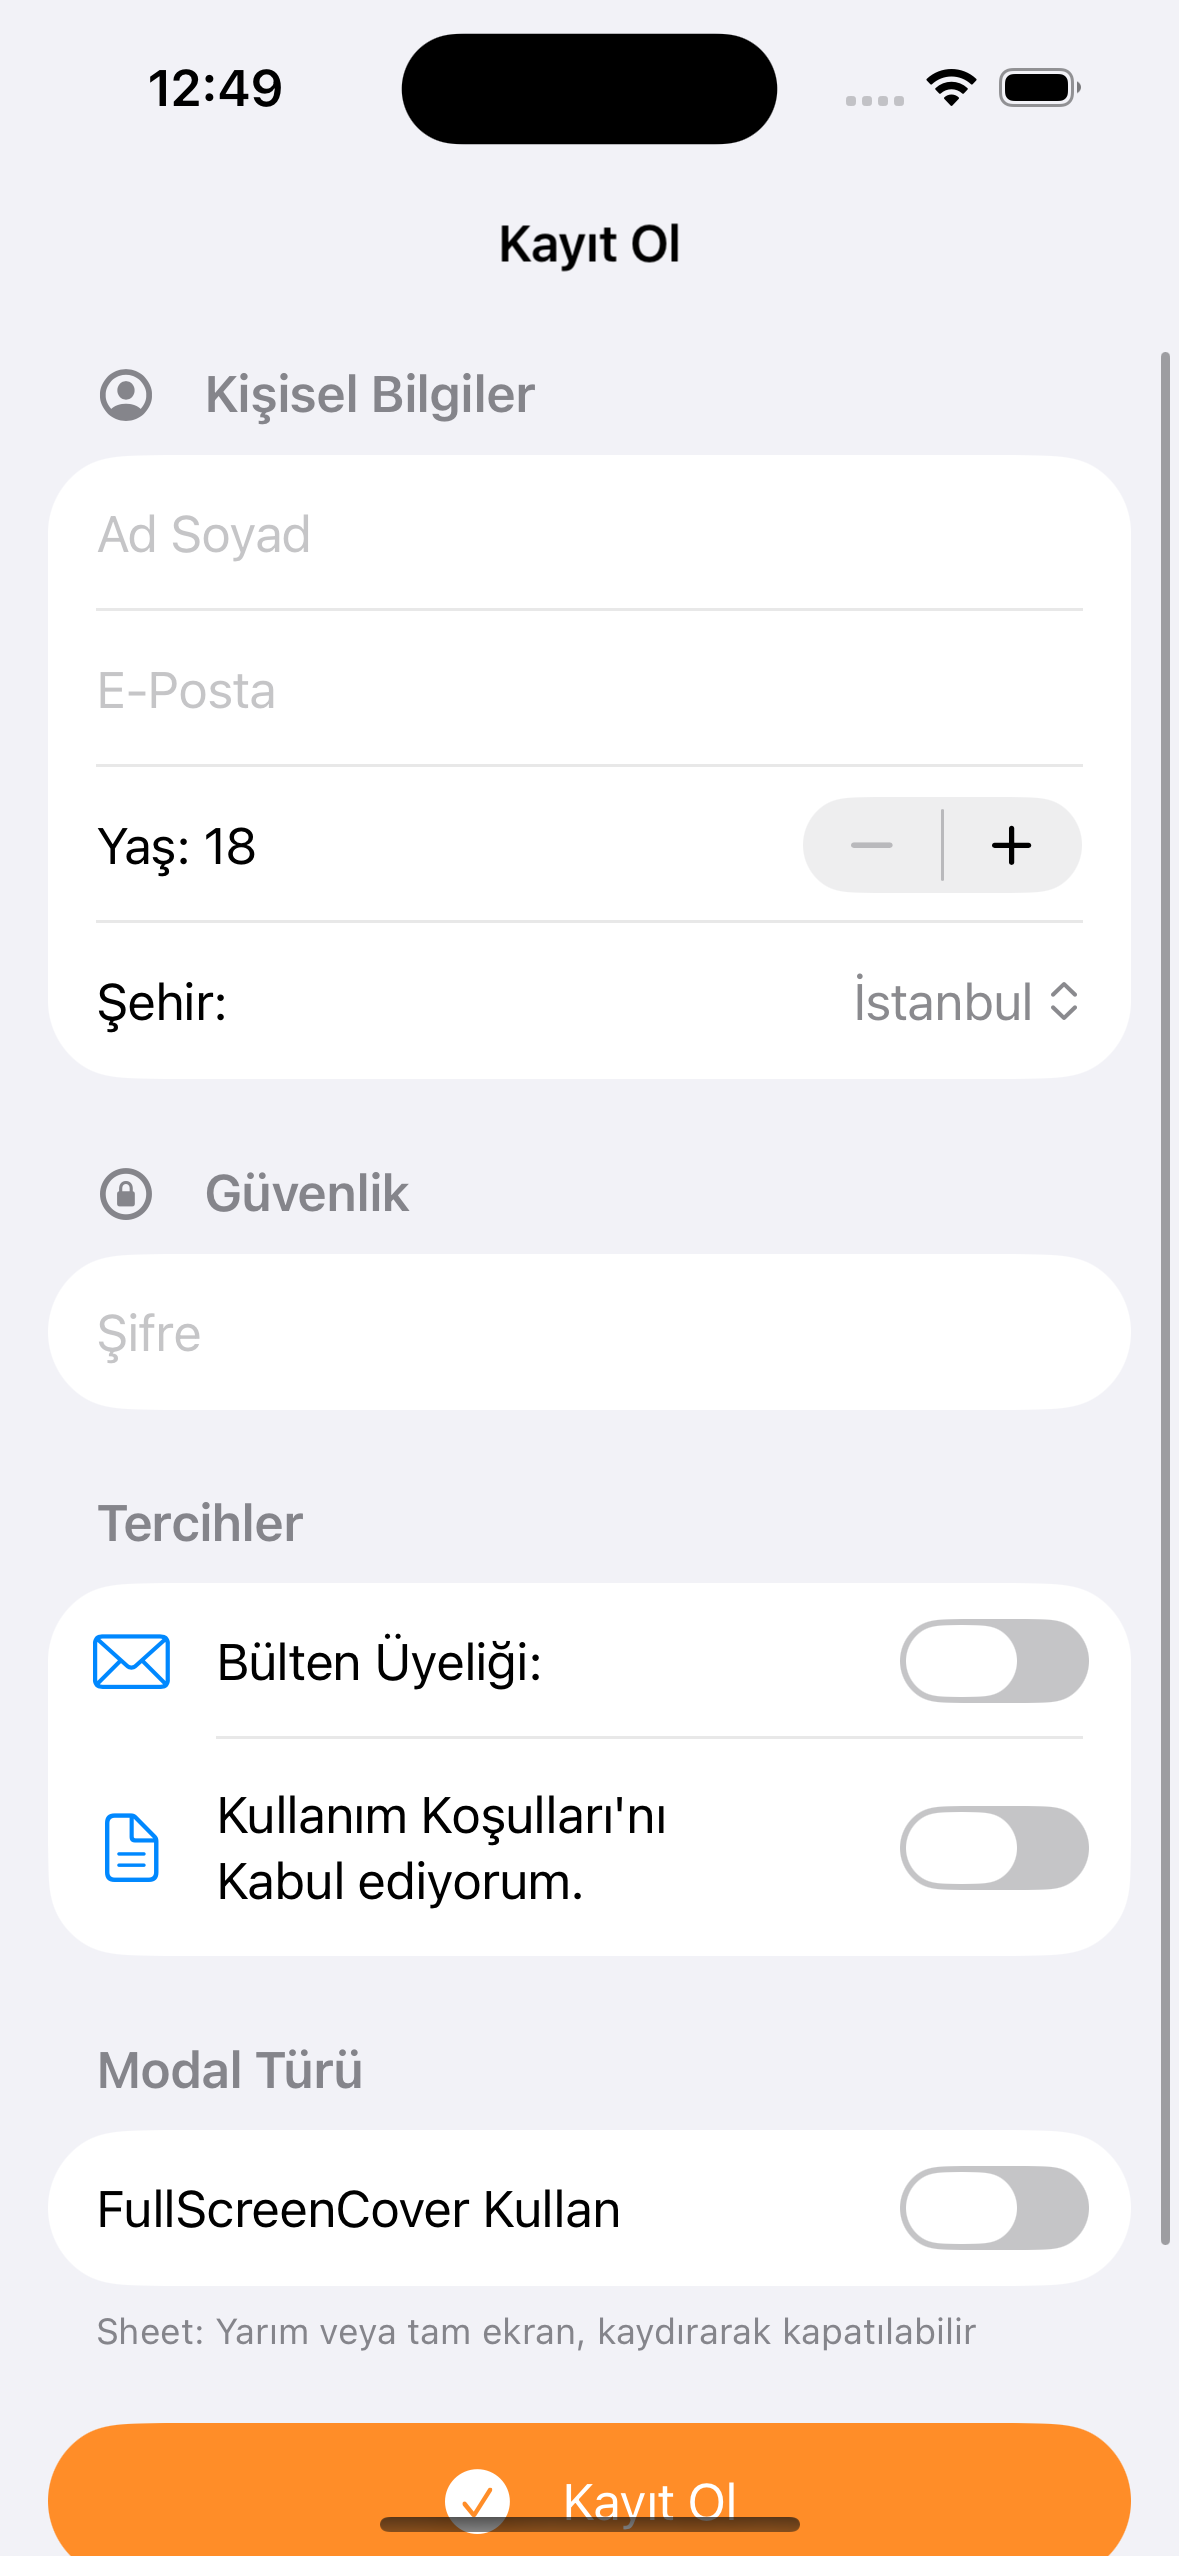 12:49
Kayıt Ol
Kişisel Bilgiler
Ad Soyad
E-Posta
Yaş: 18
Şehir:
İstanbul
Güvenlik
Şifre
Tercihler
Bülten Üyeliği:
Kullanım Koşulları'nı
Kabul ediyorum.
Modal Türü
FullScreenCover Kullan
Sheet: Yarım veya tam ekran, kaydırarak kapatılabilir
Kayıt Ol